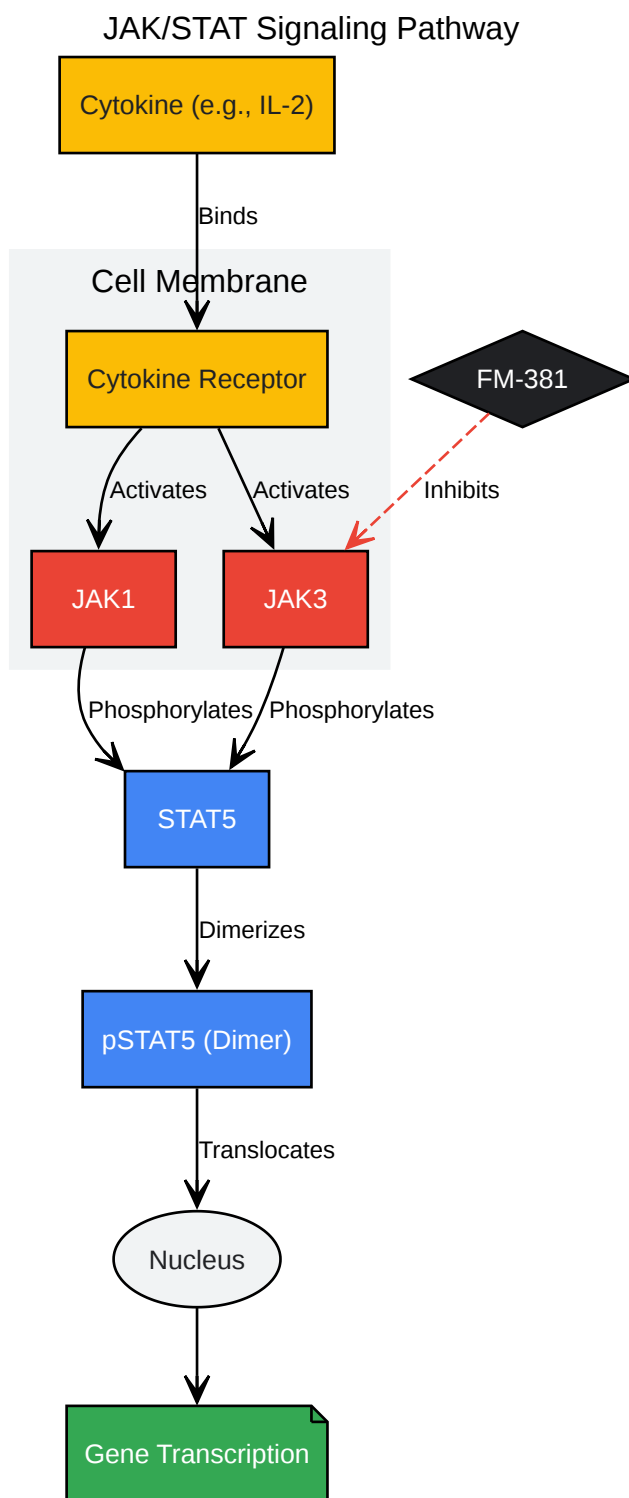 JAK/STAT Signaling Pathway
Cytokine (e.g., IL-2)
Binds
Cell Membrane
Cytokine Receptor
FM-381
Activates
Activates
Inhibits
JAK1
JAK3
Phosphorylates
Phosphorylates
STAT5
Dimerizes
pSTAT5 (Dimer)
Translocates
Nucleus
Gene Transcription